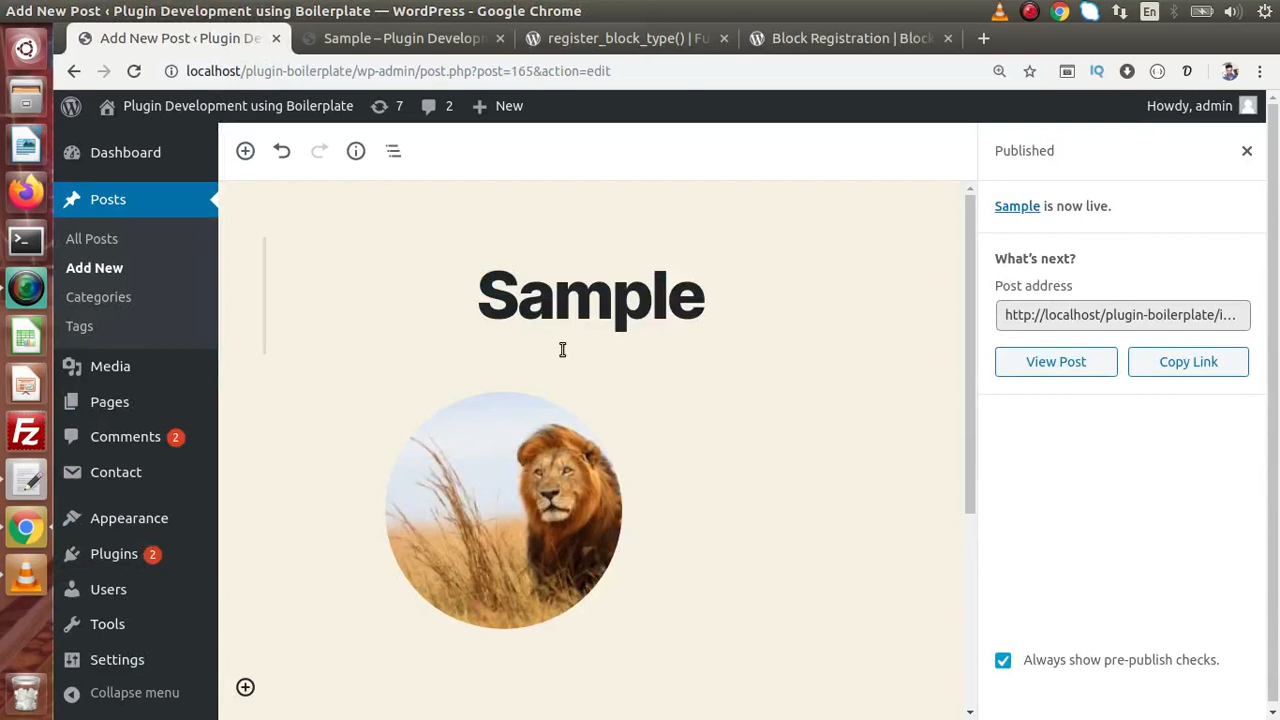 Add New Post ‹ Plugin Development using Boilerplate — WordPress - Google Chrome
En
Add New Post ‹ Plugin De
Sample – Plugin Developm
register_block_type() | Fu
Block Registration | Block
localhost/plugin-boilerplate/wp-admin/post.php?post=165&action=edit
IQ
Plugin Development using Boilerplate
7
2
New
Howdy, admin
Dashboard
Posts
All Posts
Add New
Categories
Tags
Media
Pages
Comments 2
Contact
Appearance
Plugins 2
Users
Tools
Settings
Collapse menu
Sample
Published
Sample is now live.
What’s next?
Post address
http://localhost/plugin-boilerplate/i...
View Post
Copy Link
Always show pre-publish checks.